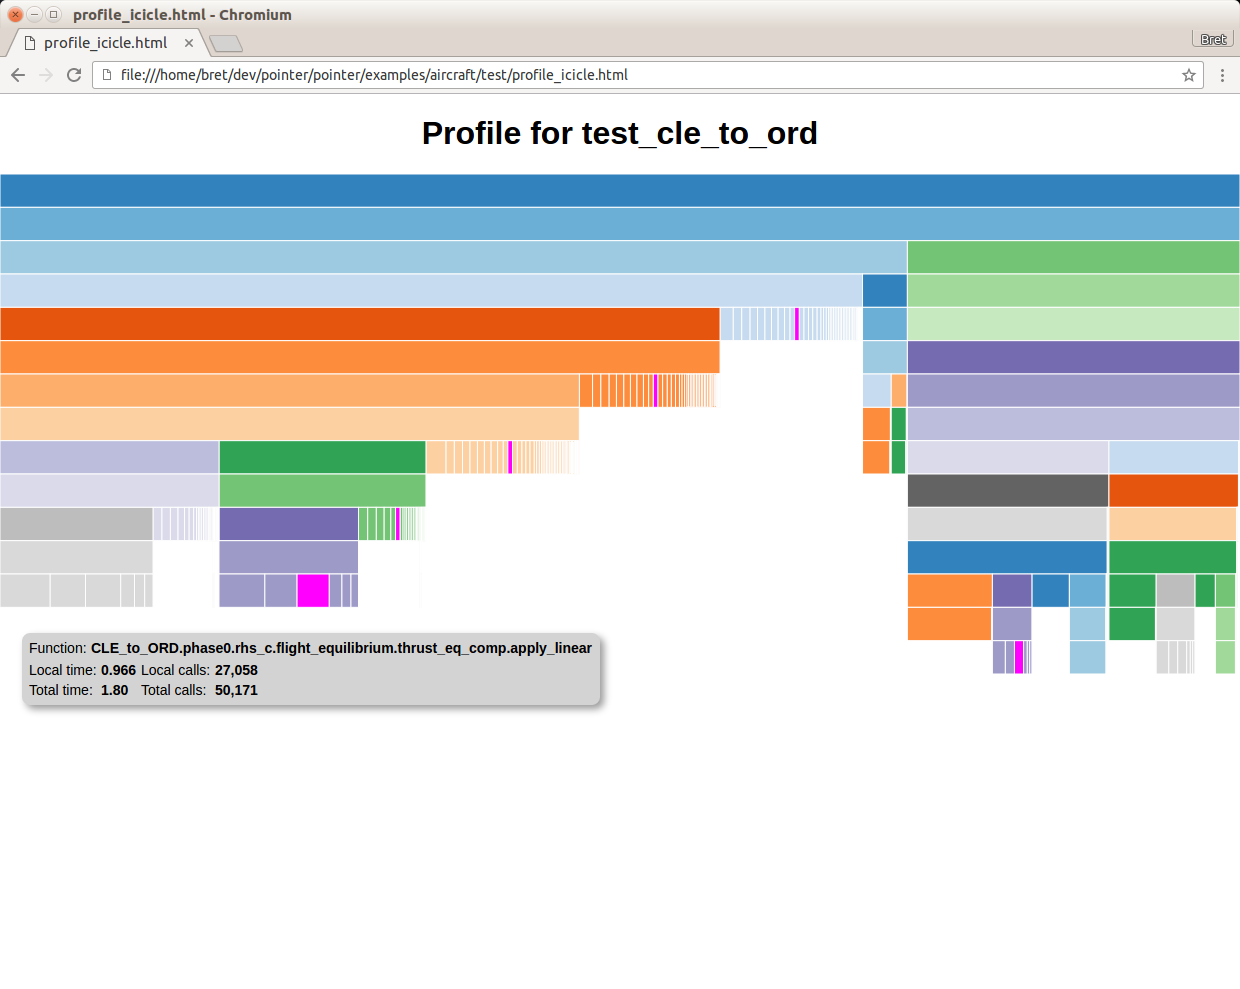 profile_icicle.html - Chromium
profile_icicle.html
Bret
file:///home/bret/dev/pointer/pointer/examples/aircraft/test/profile_icicle.html
Profile for test_cle_to_ord
Function: CLE_to_ORD.phase0.rhs_c.flight_equilibrium.thrust_eq_comp.apply_linear
Local time: 0.966 Local calls: 27,058
Total time: 1.80 Total calls: 50,171